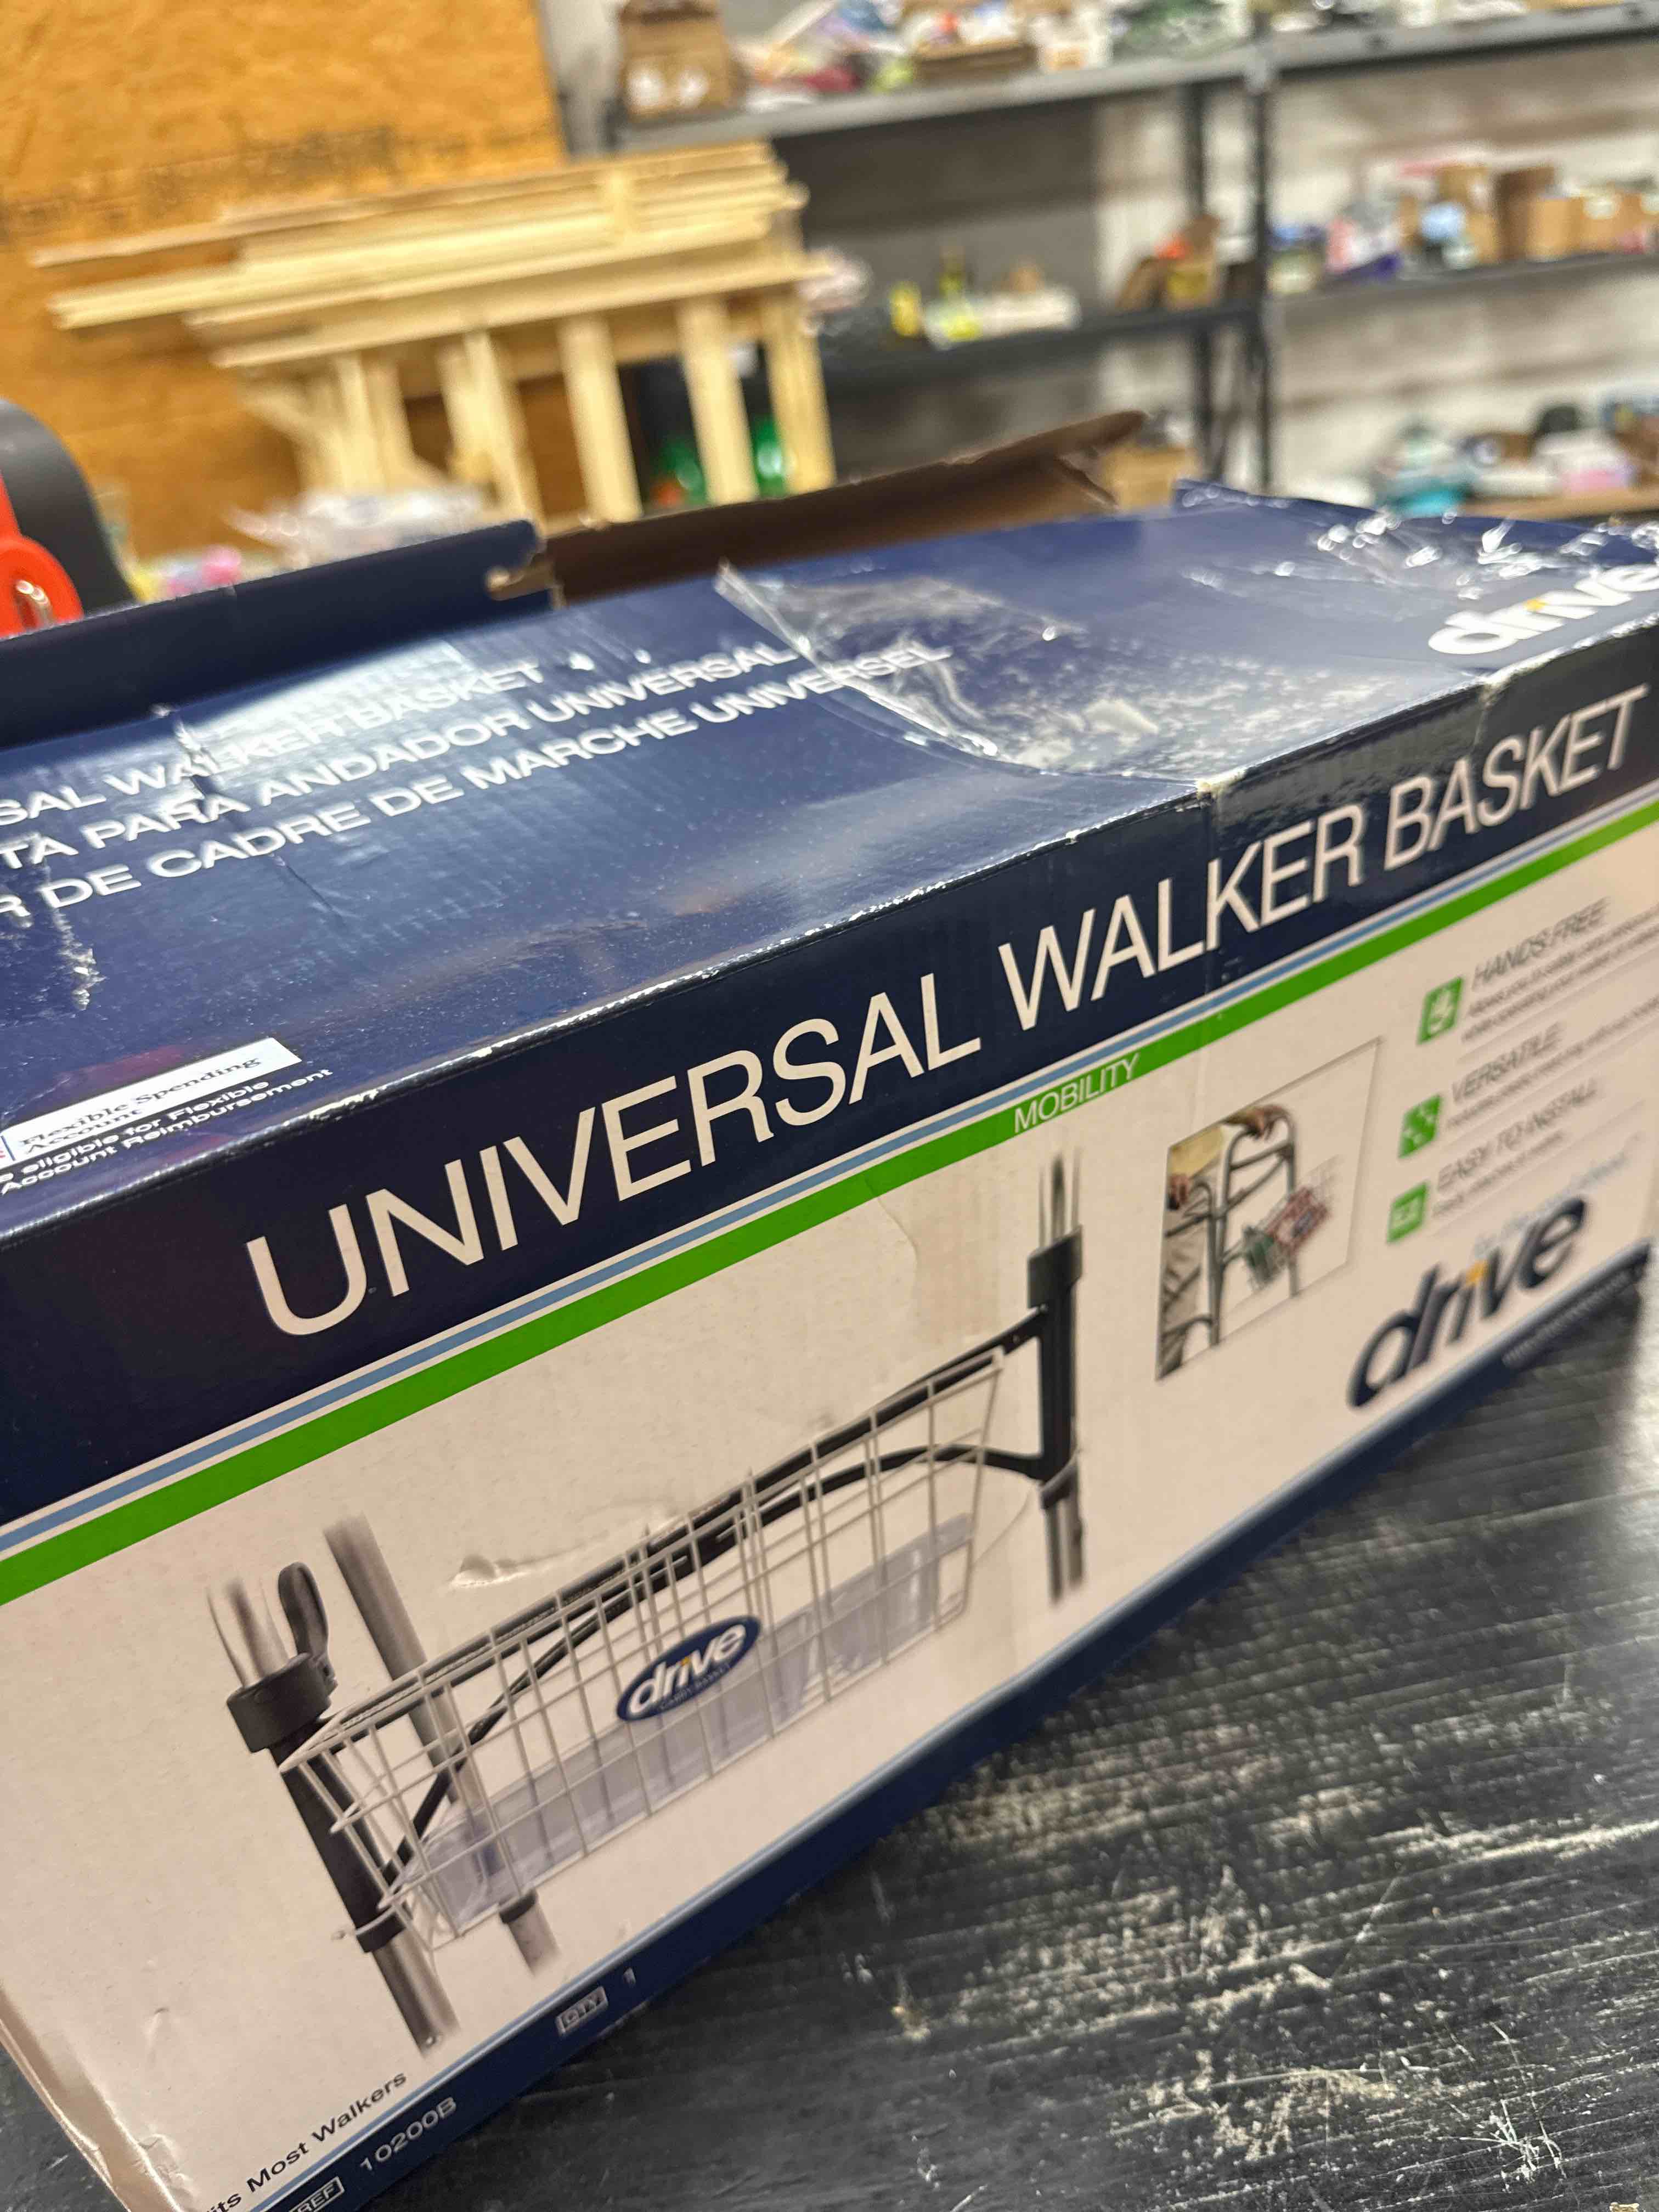 SAL WALKER BASKET
TA PARA ANDADOR UNIVERSAL
R DE CADRE DE MARCHE UNIVERSEL
drive
Flexible Spending
Account
eligible for Flexible
Account Reimbursement
UNIVERSAL WALKER BASKET
MOBILITY
HANDS FREE:
VERSATILE:
EASY TO INSTALL:
drive
drive
its Most Walkers
REF 10200B
QTY 1